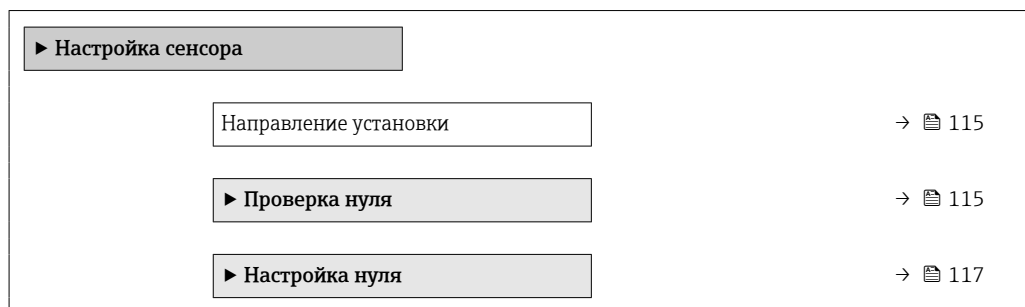 ▶ Настройка сенсора
Направление установки → 115
▶ Проверка нуля → 115
▶ Настройка нуля → 117